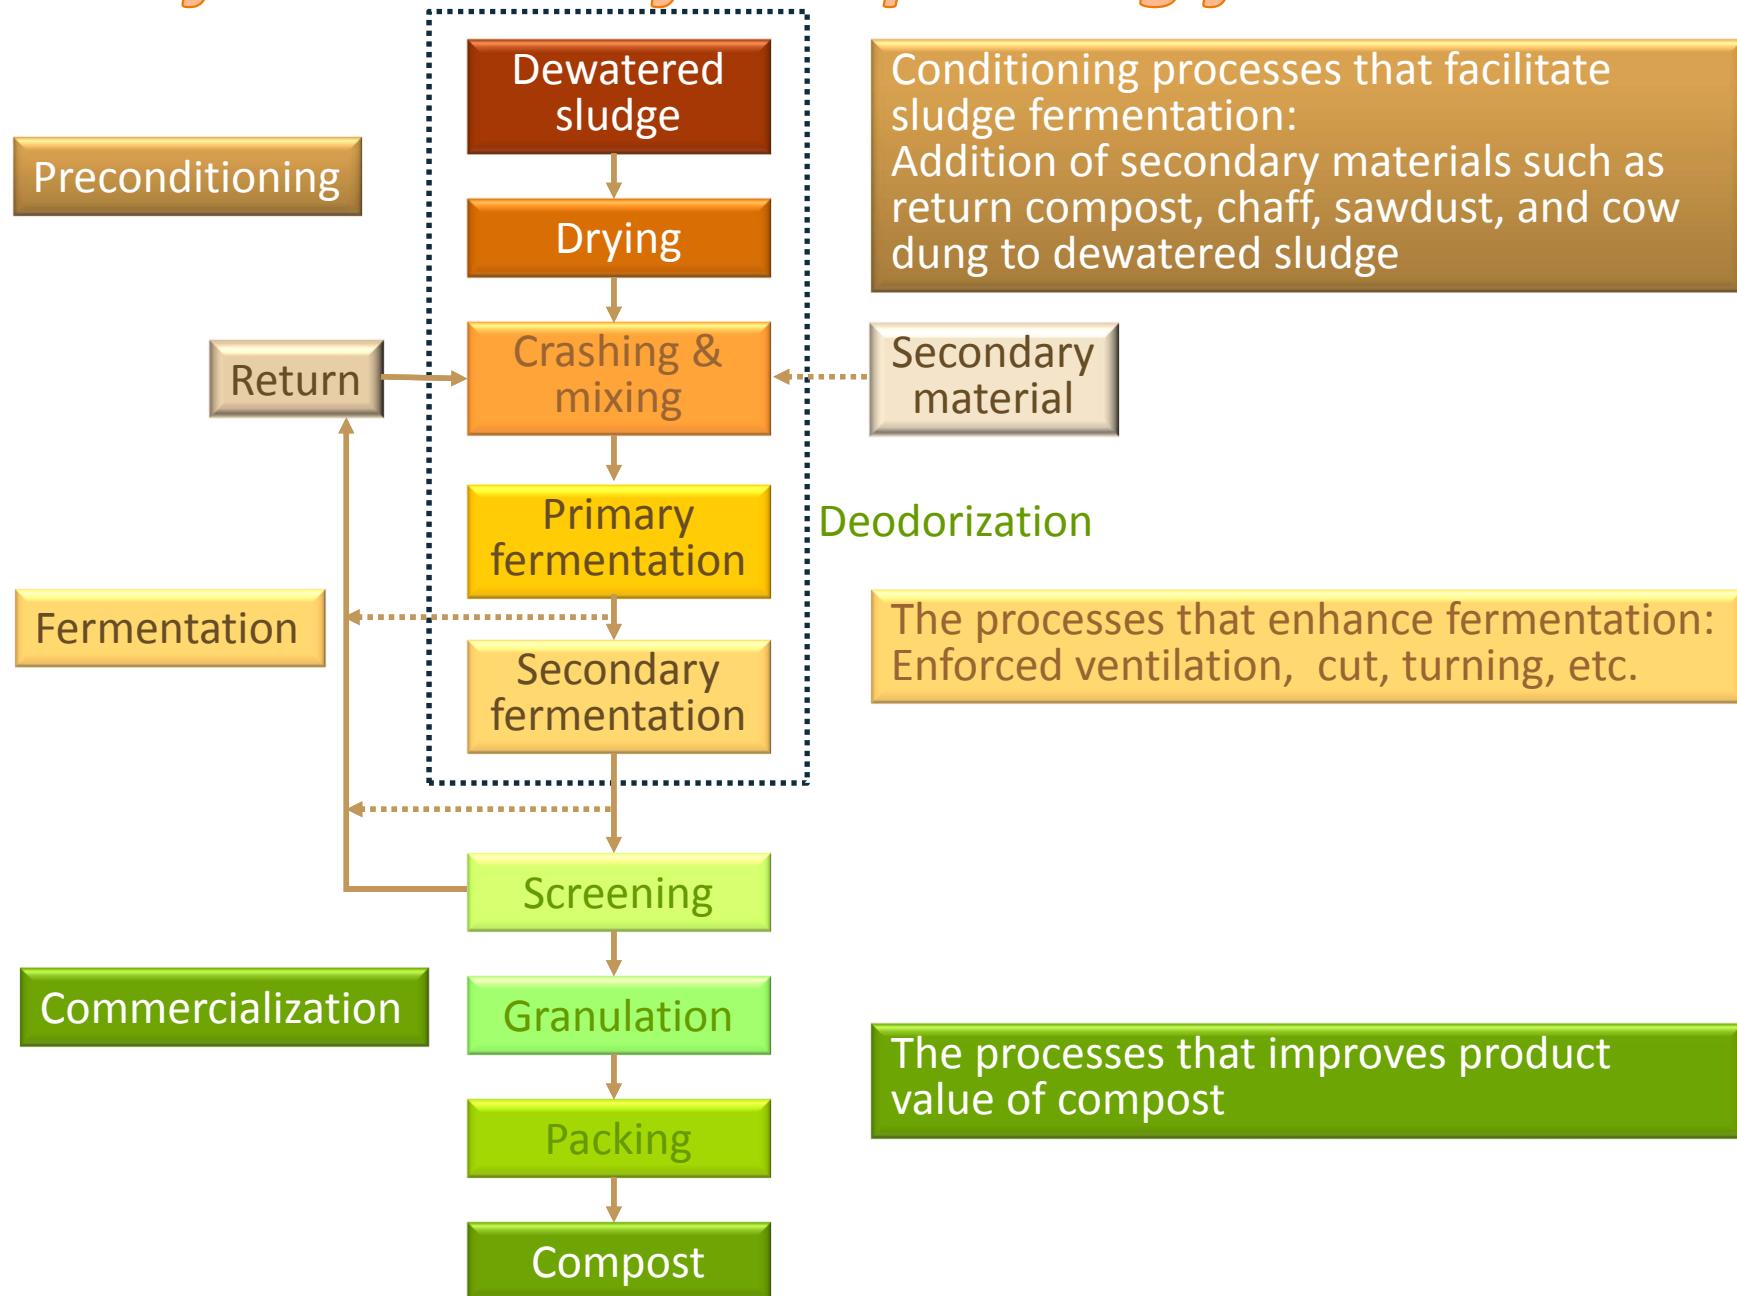 Dewatered
sludge
Conditioning processes that facilitate
sludge fermentation:
Addition of secondary materials such as
return compost, chaff, sawdust, and cow
dung to dewatered sludge
Preconditioning
Drying
Return
Crashing &
mixing
Secondary
material
Primary
fermentation
Deodorization
Fermentation
The processes that enhance fermentation:
Enforced ventilation,  cut, turning, etc.
Secondary
fermentation
Screening
Commercialization
Granulation
The processes that improves product
value of compost
Packing
Compost